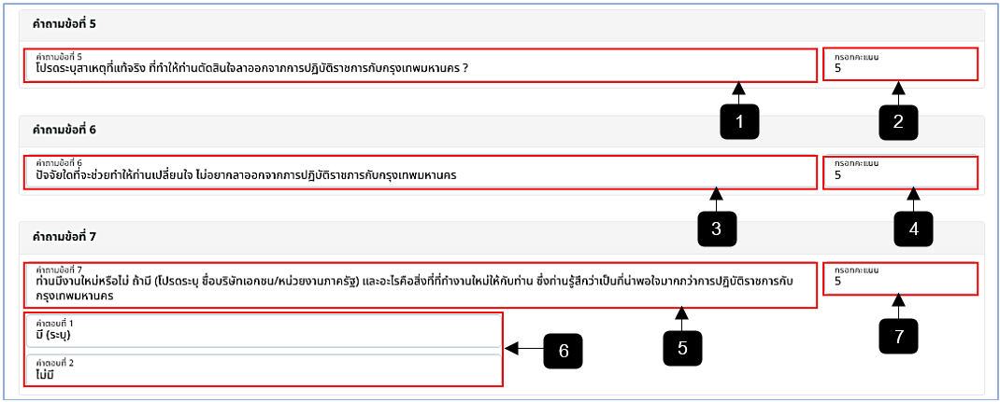 คำถามข้อที่ 5
คำถามข้อที่ 5
โปรดระบุสาเหตุที่แท้จริง ที่ทำให้ท่านตัดสินใจลาออกจากการปฏิบัติราชการกับกรุงเทพมหานคร ?
กรอกคะแนน
5
1
2
คำถามข้อที่ 6
คำถามข้อที่ 6
ปัจจัยใดที่จะช่วยทำให้ท่านเปลี่ยนใจ ไม่อยากลาออกจากการปฏิบัติราชการกับกรุงเทพมหานคร
กรอกคะแนน
5
3
4
คำถามข้อที่ 7
คำถามข้อที่ 7
ท่านมีงานใหม่หรือไม่ ถ้ามี (โปรดระบุ ชื่อบริษัทเอกชน/หน่วยงานภาครัฐ) และอะไรคือสิ่งที่ที่ทำงานใหม่ให้กับท่าน ซึ่งท่านรู้สึกว่าเป็นที่น่าพอใจมากกว่าการปฏิบัติราชการกับ
กรุงเทพมหานคร
กรอกคะแนน
5
คำตอบที่ 1
มี (ระบุ)
คำตอบที่ 2
ไม่มี
6
5
7